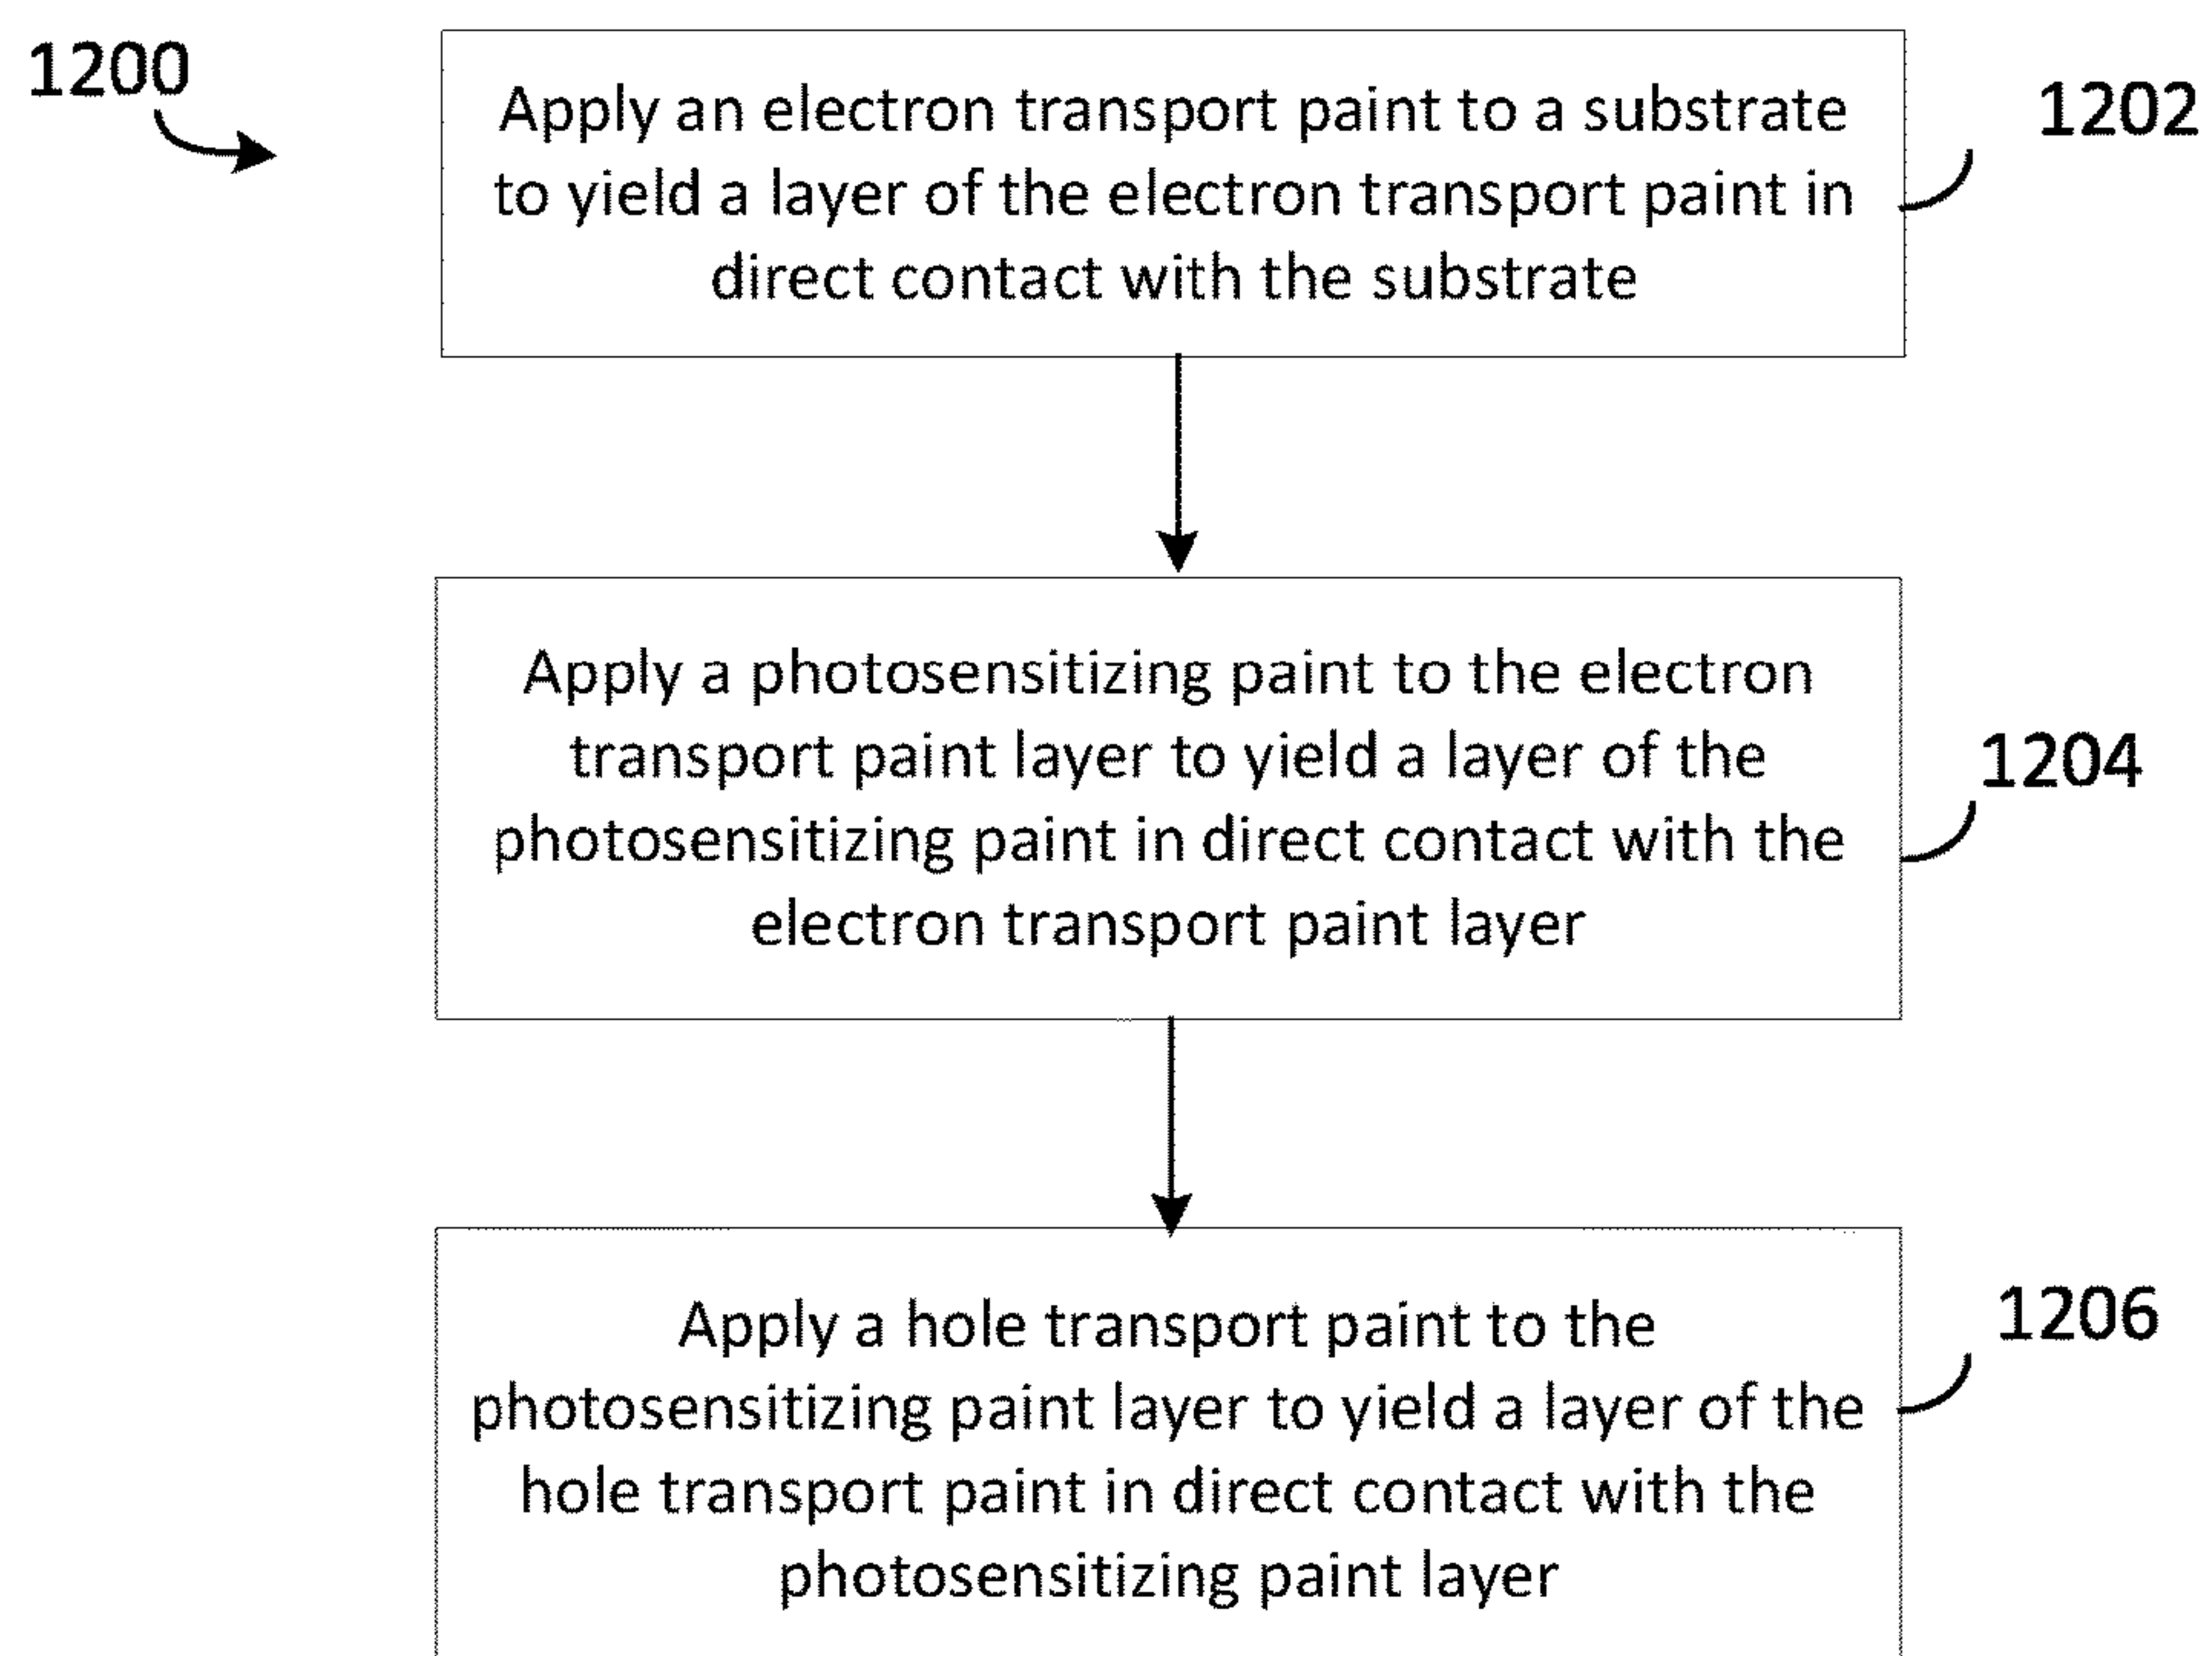 1200
Apply an electron transport paint to a substrate
to yield a layer of the electron transport paint in
direct contact with the substrate
1202
Apply a photosensitizing paint to the electron
transport paint layer to yield a layer of the
photosensitizing paint in direct contact with the
electron transport paint layer
1204
Apply a hole transport paint to the
photosensitizing paint layer to yield a layer of the
hole transport paint in direct contact with the
photosensitizing paint layer
1206